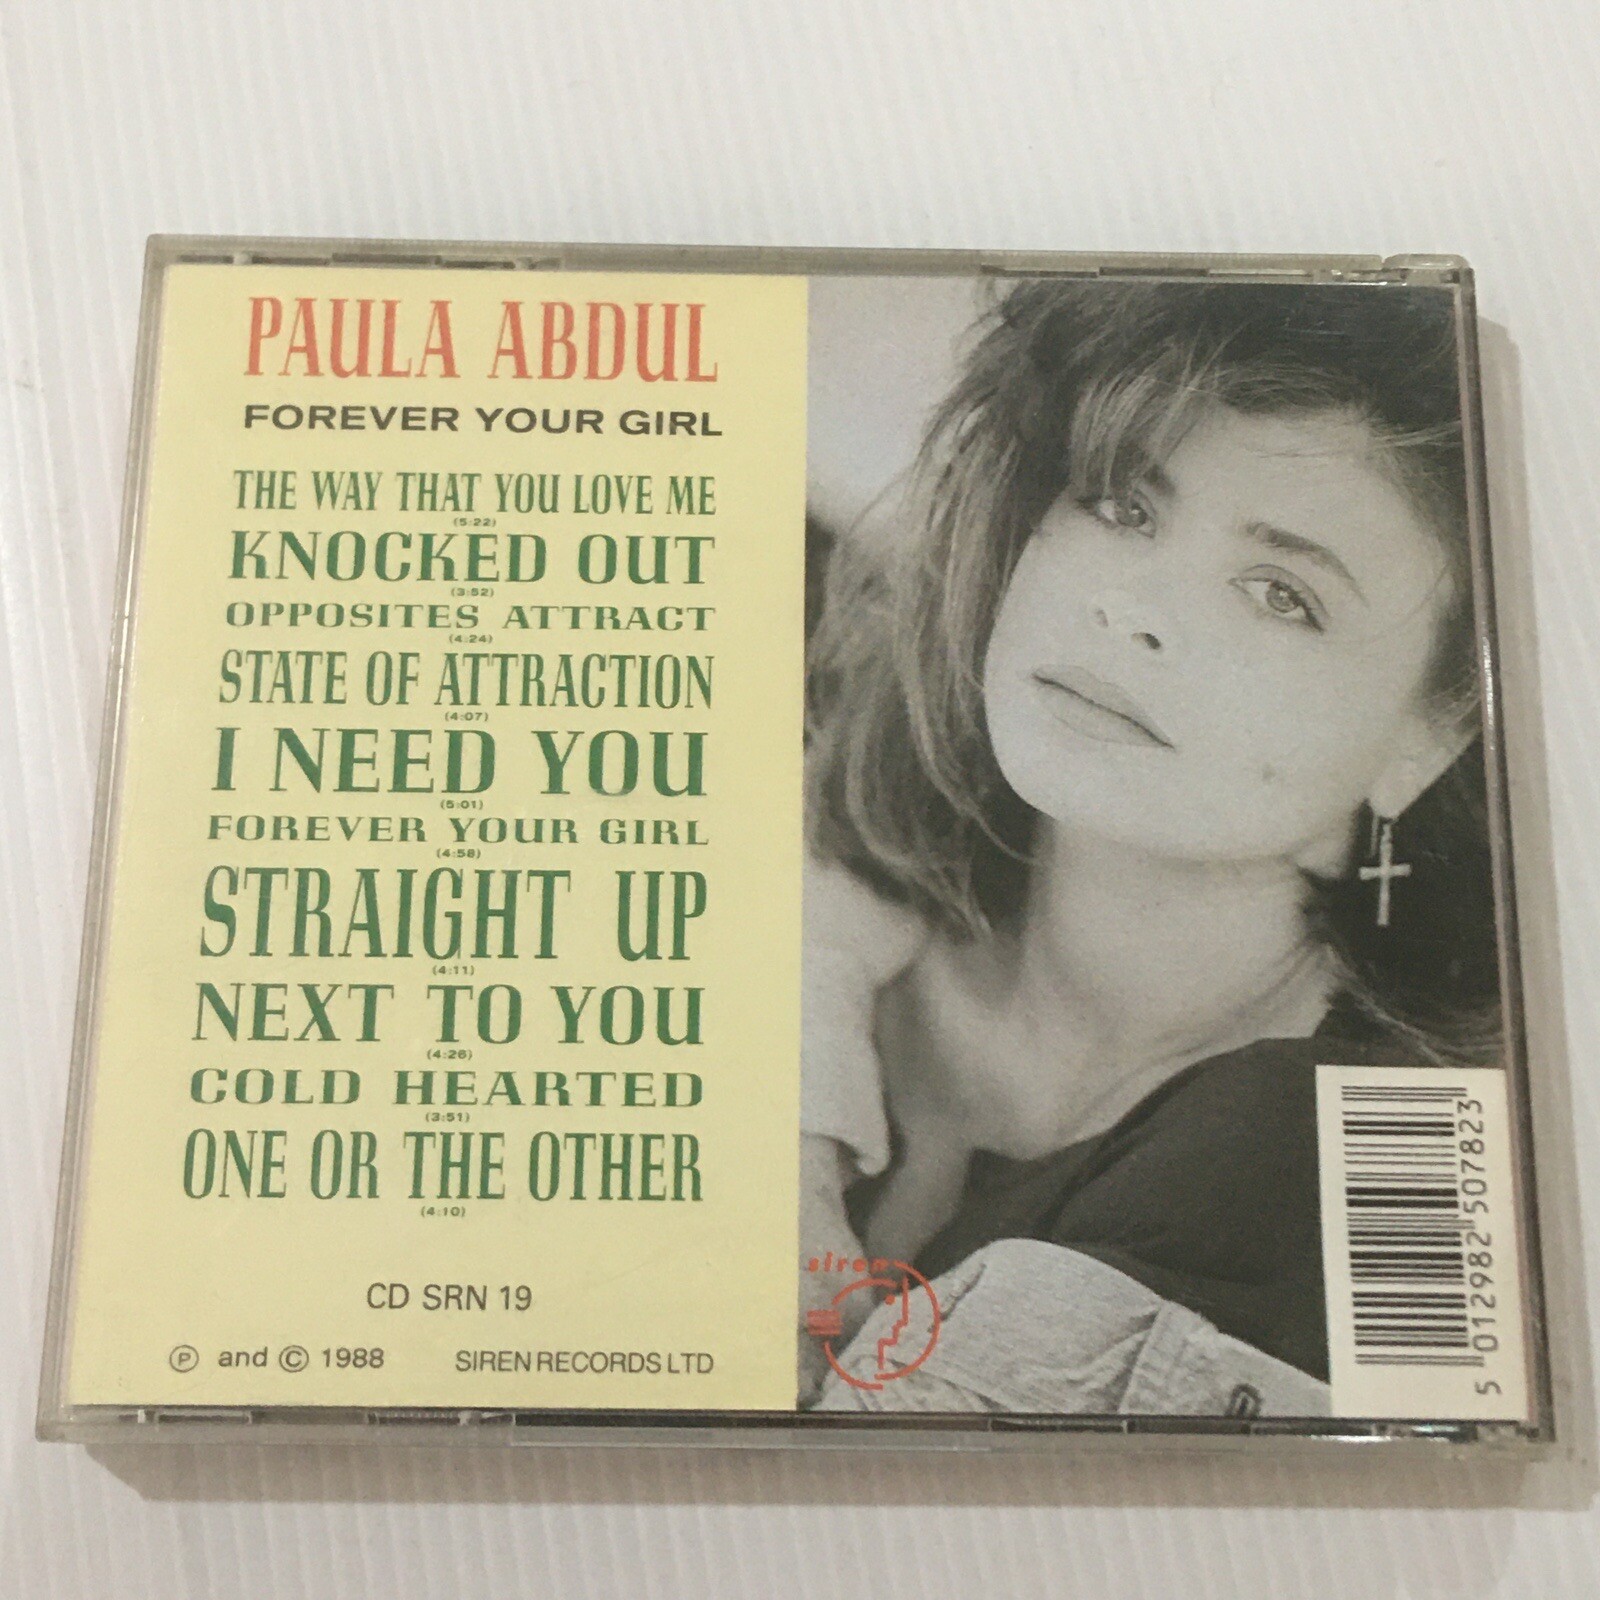 PAULA ABDUL
FOREVER YOUR GIRL
THE WAY THAT YOU LOVE ME
(5:22)
KNOCKED OUT
(3:52)
OPPOSITES ATTRACT
(4:24)
STATE OF ATTRACTION
(4:07)
I NEED YOU
(5:01)
FOREVER YOUR GIRL
(4:58)
STRAIGHT UP
(4:11)
NEXT TO YOU
(4:26)
COLD HEARTED
(3:51)
ONE OR THE OTHER
(4:10)
CD SRN 19
Ⓟ and © 1988 SIREN RECORDS LTD
siren
5 012982 507823